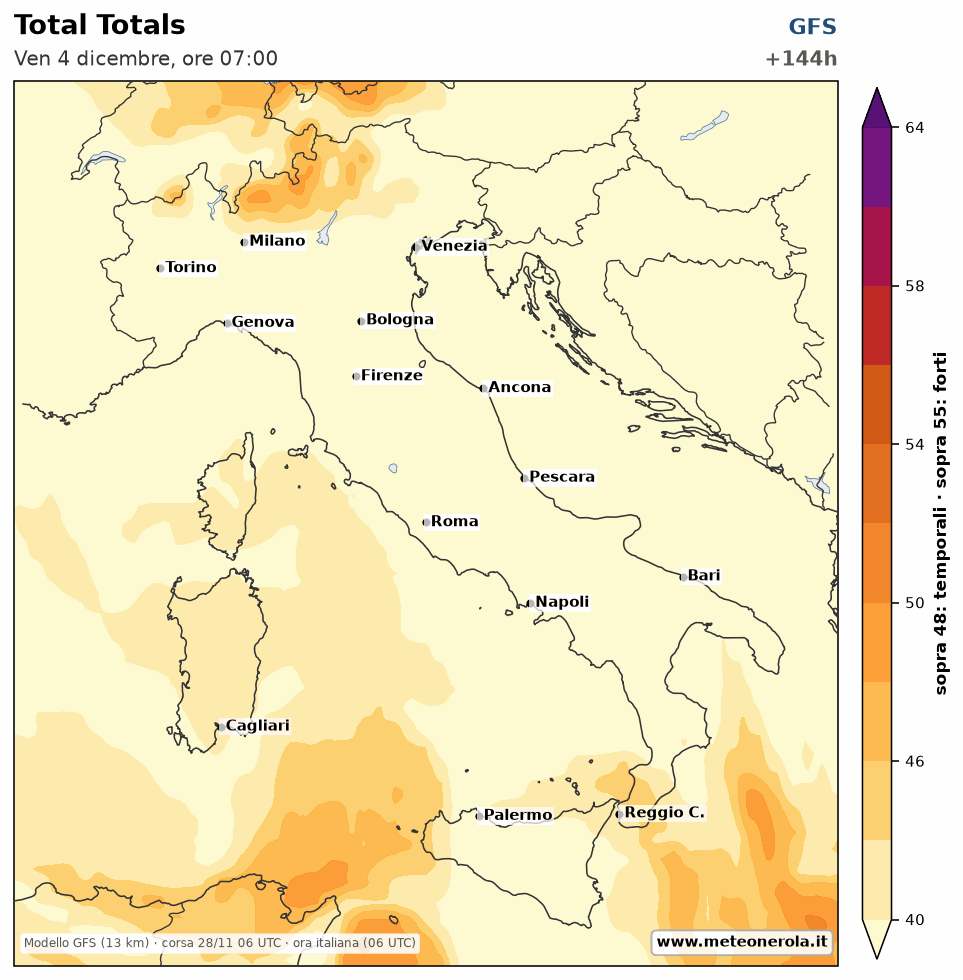 Total Totals
GFS
Ven 4 dicembre, ore 07:00
+144h
Milano
Venezia
Torino
Genova
Bologna
Firenze
Ancona
Pescara
Roma
Bari
Napoli
Cagliari
Palermo
Reggio C.
64
58
54
50
46
40
sopra 48: temporali · sopra 55: forti
Modello GFS (13 km) · corsa 28/11 06 UTC · ora italiana (06 UTC)
www.meteonerola.it